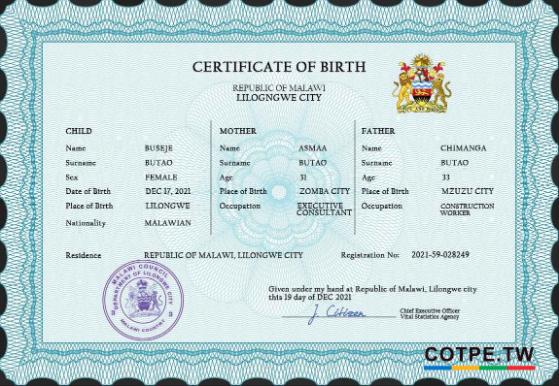 CERTIFICATE OF BIRTH
REPUBLIC OF MALAWI
LILOGNGWE CITY
CHILD
Name BUSEJE
Surname BUTAO
Sex FEMALE
Date of Birth DEC 17, 2021
Place of Birth LILONGWE
Nationality MALAWIAN
MOTHER
Name ASMAA
Surname BUTAO
Age 31
Place of Birth ZOMBA CITY
Occupation EXECUTIVE
CONSULTANT
FATHER
Name CHIMANGA
Surname BUTAO
Age 33
Place of Birth MZUZU CITY
Occupation CONSTRUCTION
WORKER
Residence REPUBLIC OF MALAWI, LILONGWE CITY
Registration No: 2021-59-028249
MALAWI COUNCIL
DEPARTMENT OF LILONGWE CITY
MALAWI COUNTRY
3
Given under my hand at Republic of Malawi, Lilongwe city
this 19 day of DEC 2021
J. Citizen
Chief Executive Officer
Vital Statistics Agency
COTPE.TW